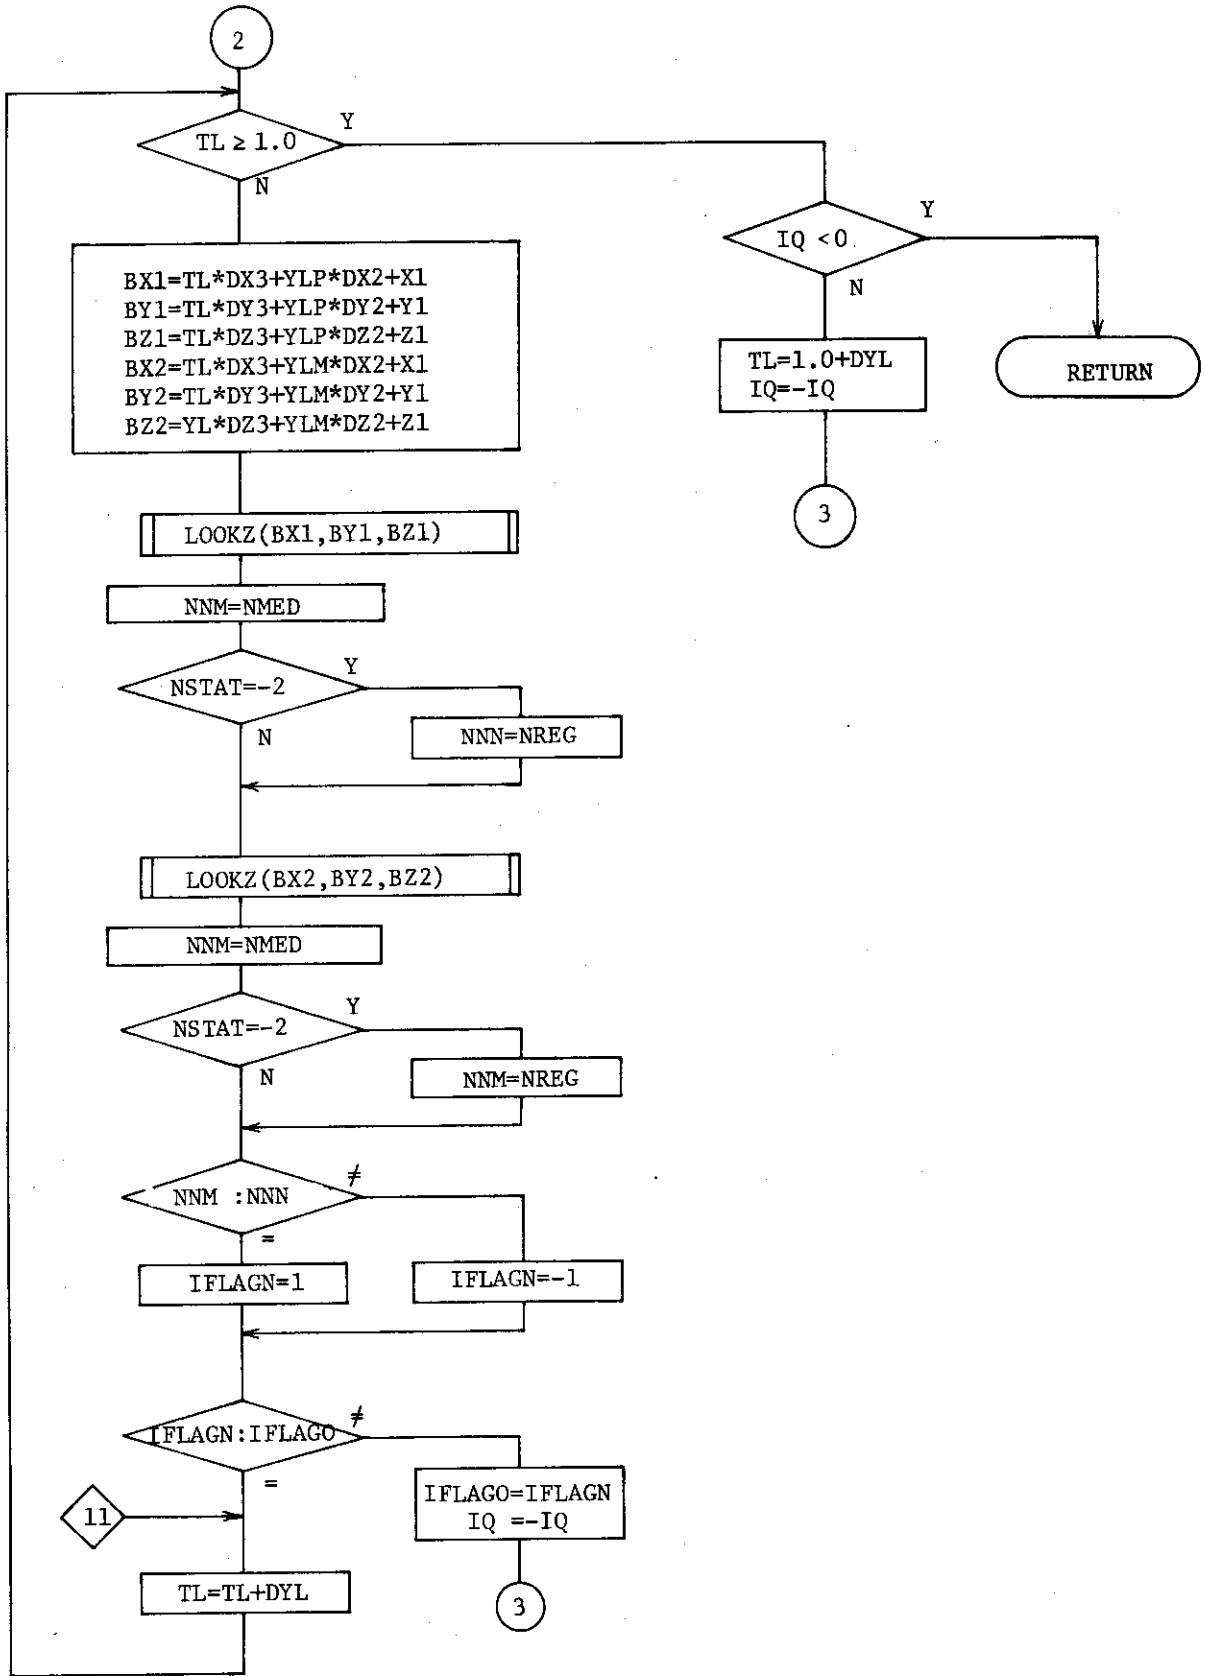 2
TL ≥ 1.0
Y
N
IQ <0
Y
N
BX1=TL*DX3+YLP*DX2+X1
BY1=TL*DY3+YLP*DY2+Y1
BZ1=TL*DZ3+YLP*DZ2+Z1
BX2=TL*DX3+YLM*DX2+X1
BY2=TL*DY3+YLM*DY2+Y1
BZ2=YL*DZ3+YLM*DZ2+Z1
TL=1.0+DYL
IQ=-IQ
RETURN
3
LOOKZ(BX1,BY1,BZ1)
NNM=NMED
NSTAT=-2
Y
N
NNN=NREG
LOOKZ(BX2,BY2,BZ2)
NNM=NMED
NSTAT=-2
Y
N
NNM=NREG
NNM :NNN
≠
=
IFLAGN=1
IFLAGN=-1
IFLAGN:IFLAGO
≠
=
IFLAGO=IFLAGN
IQ =-IQ
11
TL=TL+DYL
3